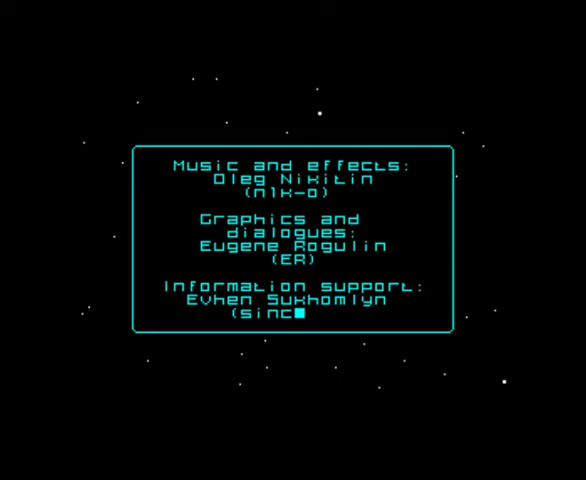 Music and effects:
Oleg Nikitin
(n1k-o)
Graphics and
dialogues:
Eugene Rogulin
(ER)
Information support:
Evhen Sukhomlyn
(sinc